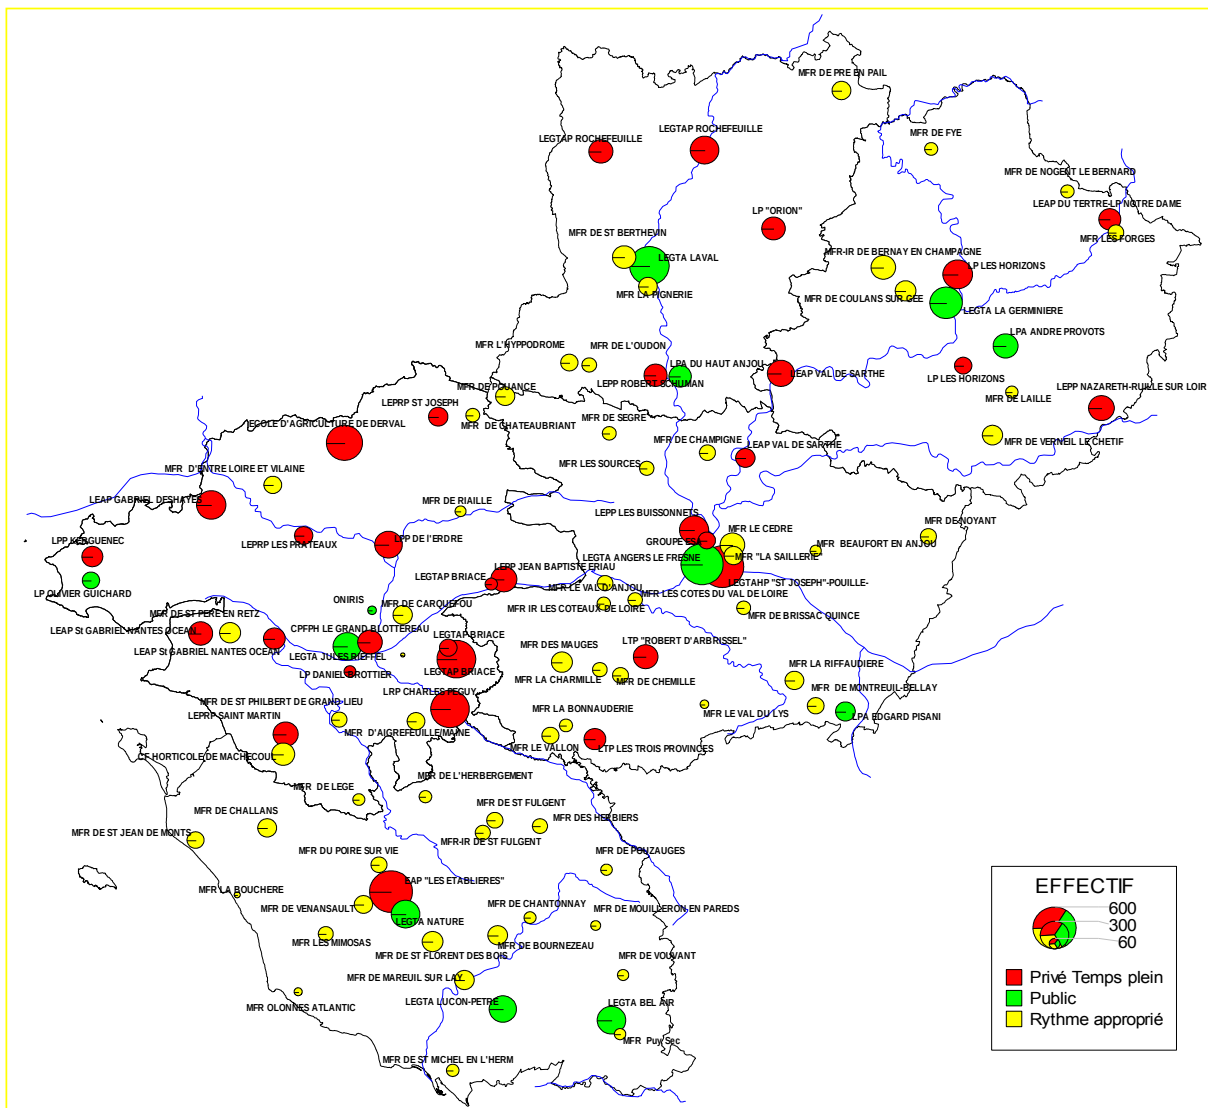 MFR DE PRE EN PAIL
LEGTAP ROCHEFEUILLE
LEGTAP ROCHEFEUILLE
MFR DE FYE
MFR DE NOGENT LE BERNARD
LEAP DU TERTRE-LP NOTRE DAME
LP "ORION"
MFR LES FORGES
MFR DE ST BERTHEVIN
LEGTA LAVAL
MFR-IR DE BERNAY EN CHAMPAGNE
LP LES HORIZONS
MFR LA PIGNERIE
MFR DE COULANS SUR GÉE
LEGTA LA GERMINIERE
LPA ANDRE PROVOTS
MFR L'HYPPODROME
MFR DE L'OUDON
LPA DU HAUT ANJOU
LEAP VAL DE SARTHE
LP LES HORIZONS
LEPP ROBERT SCHUMAN
MFR DE POUANCE
LEPP NAZARETH-RUILLE SUR LOIR
MFR DE LAILLE
LEPRP ST JOSEPH
MFR DE CHATEAUBRIANT
MFR DE SEGRE
ECOLE D'AGRICULTURE DE DERVAL
MFR DE CHAMPIGNE
LEAP VAL DE SARTHE
MFR DE VERNEIL LE CHETIF
MFR D'ENTRE LOIRE ET VILAINE
MFR LES SOURCES
LEAP GABRIEL DESHAYES
MFR DE RIAILLE
LEPP LES BUISSONNETS
MFR DE NOYANT
LPP DE l'ERDRE
MFR LE CEDRE
LEPRP LES PRATEAUX
GROUPE ESA
MFR BEAUFORT EN ANJOU
LPP KERGUENEC
LEGTA ANGERS LE FRESNE
MFR "LA SAILLERIE"
LEPP JEAN BAPTISTE ERIAU
LEGTAP BRIACE
LEGTAHP "ST JOSEPH"-POUILLE-
LP OLIVIER GUICHARD
MFR LE VAL D'ANJOU
MFR LES COTES DU VAL DE LOIRE
ONIRIS
MFR DE CARQUEFOU
MFR IR LES COTEAUX DE LOIRE
MFR DE BRISSAC QUINCE
MFR DE ST PERE EN RETZ
LEAP St GABRIEL NANTES OCEAN
CPFPH LE GRAND BLOTTEREAU
LEGTAP BRIACE
MFR DES MAUGES
LTP "ROBERT D'ARBRISSEL"
LEAP St GABRIEL NANTES OCEAN
LEGTA JULES RIEFFEL
MFR LA RIFFAUDIERE
LP DANIEL BROTTIER
LEGTAP BRIACE
MFR LA CHARMILLE
MFR DE CHEMILLE
LRP CHARLES PEGUY
MFR DE MONTREUIL-BELLAY
MFR DE ST PHILBERT DE GRAND LIEU
MFR LA BONNAUDERIE
MFR LE VAL DU LYS
LPA EDGARD PISANI
LEPRP SAINT MARTIN
MFR D'AIGREFEUILLE/MAINE
MFR LE VALLON
LTP LES TROIS PROVINCES
CF HORTICOLE DE MACHECOUL
MFR DE L'HERBERGEMENT
MFR DE LEGE
MFR DE CHALLANS
MFR DE ST FULGENT
MFR DES HERBIERS
MFR DE ST JEAN DE MONTS
MFR-IR DE ST FULGENT
MFR DU POIRE SUR VIE
MFR DE POUZAUGES
EAP "LES ETABLIERES"
MFR LA BOUCHERE
MFR DE VENANSAULT
MFR DE CHANTONNAY
MFR DE MOUILLERON EN PAREDS
LEGTA NATURE
MFR LES MIMOSAS
MFR DE BOURNEZEAU
MFR DE ST FLORENT DES BOIS
MFR DE VOUVANT
MFR DE MAREUIL SUR LAY
MFR OLONNES ATLANTIC
LEGTA LUCON-PETRE
LEGTA BEL AIR
MFR Puy Sec
MFR DE ST MICHEL EN L'HERM
EFFECTIF
600
300
60
Privé Temps plein
Public
Rythme approprié